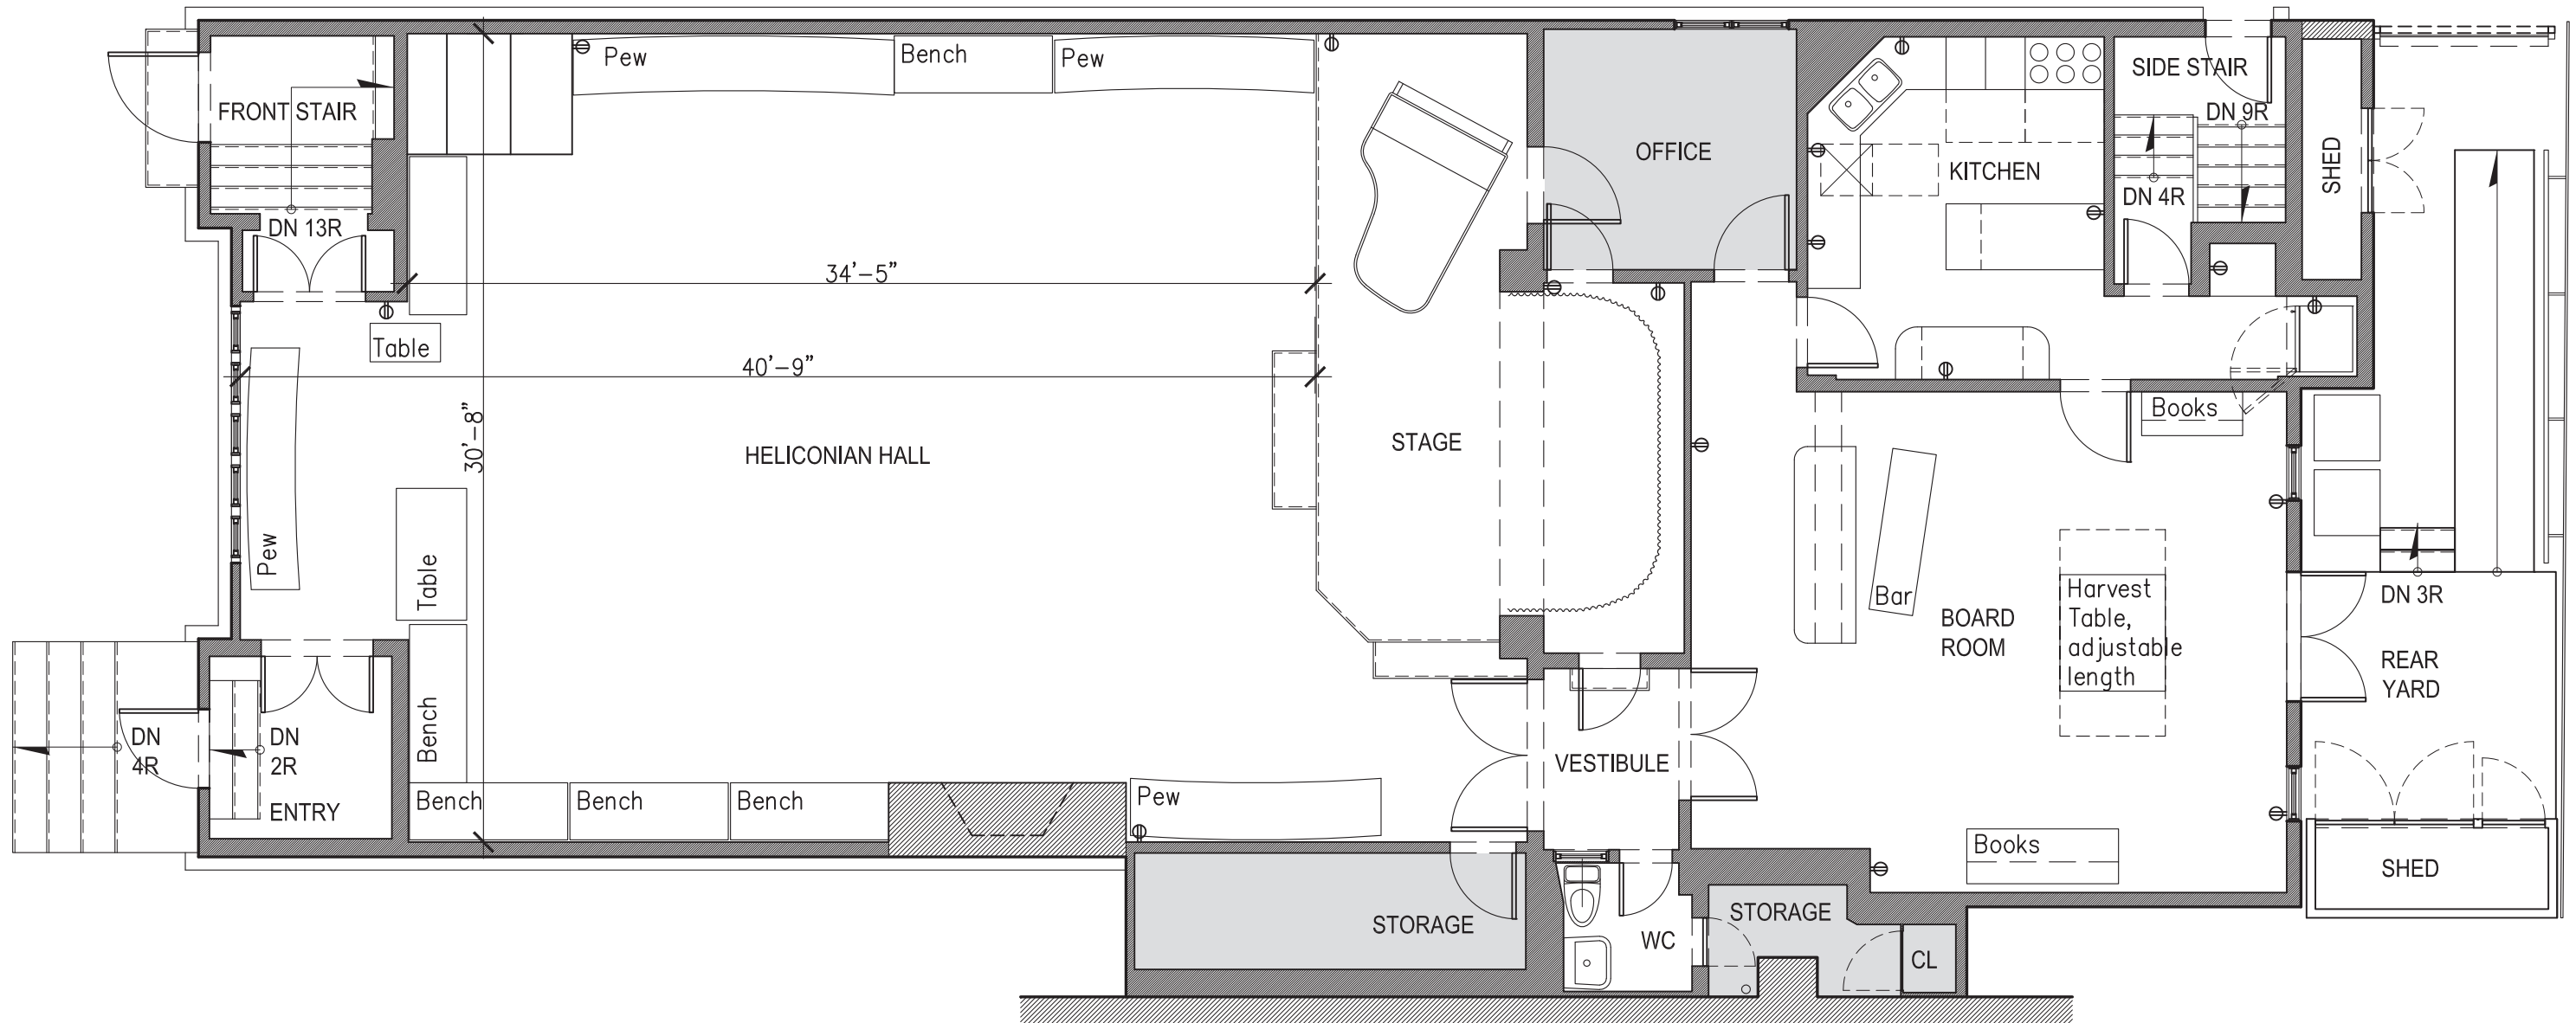 Pew
Bench
Pew
FRONT STAIR
DN 13R
34'-5"
Table
40'-9"
30'-8"
HELICONIAN HALL
STAGE
Pew
Table
Bench
DN
4R
DN
2R
ENTRY
Bench
Bench
Bench
Pew
OFFICE
KITCHEN
SIDE STAIR
DN 9R
DN 4R
SHED
Books
Bar
BOARD
ROOM
Harvest
Table,
adjustable
length
DN 3R
REAR
YARD
VESTIBULE
Books
SHED
STORAGE
WC
STORAGE
CL